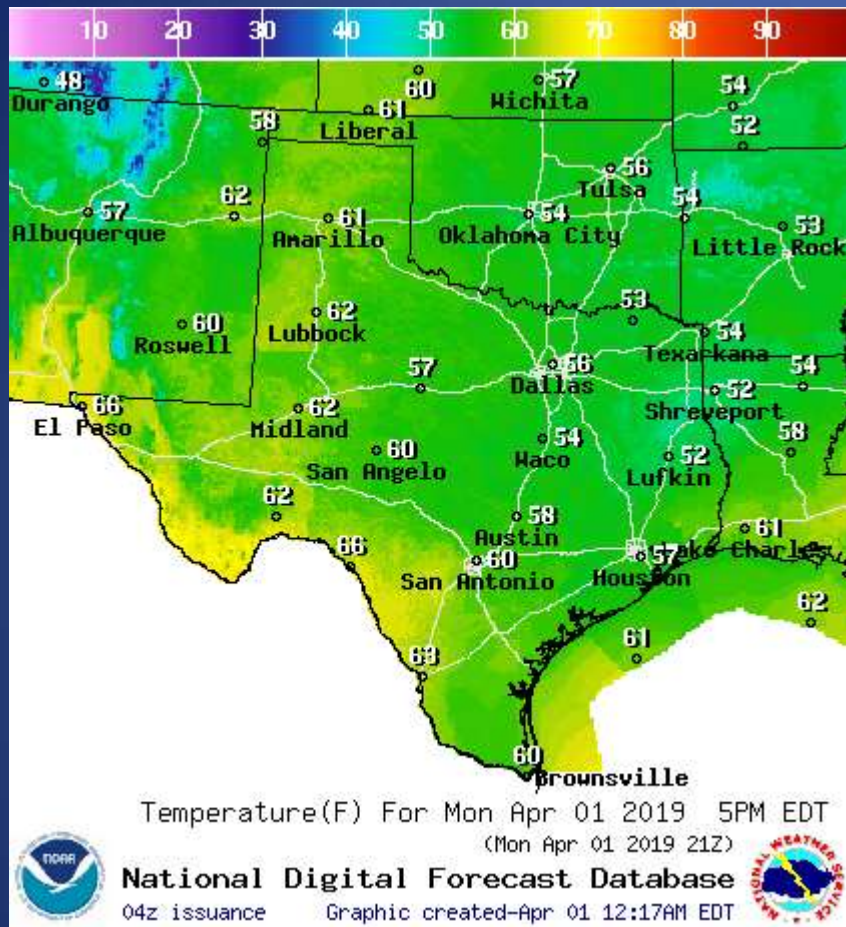 10 20 30 40 50 60 70 80 90
48 60 57 54
Durango Wichita
61
Liberal
58 52
56
Tulsa
57 62 61 54 54 53
Albuquerque Amarillo Oklahoma City Little Rock
60 62 53 54
Roswell Lubbock Texarkana
57 56 52 54
Dallas Shreveport
66 62
El Paso Midland
60 54 52 58
San Angelo Waco Lufkin
62 58 61
Austin Lake Charles
66 60 57
San Antonio Houston
62
63 61
60
Brownsville
Temperature(F) For Mon Apr 01 2019 5PM EDT
(Mon Apr 01 2019 21Z)
NOAA
National Digital Forecast Database
04z issuance Graphic created-Apr 01 12:17AM EDT
NATIONAL WEATHER SERVICE